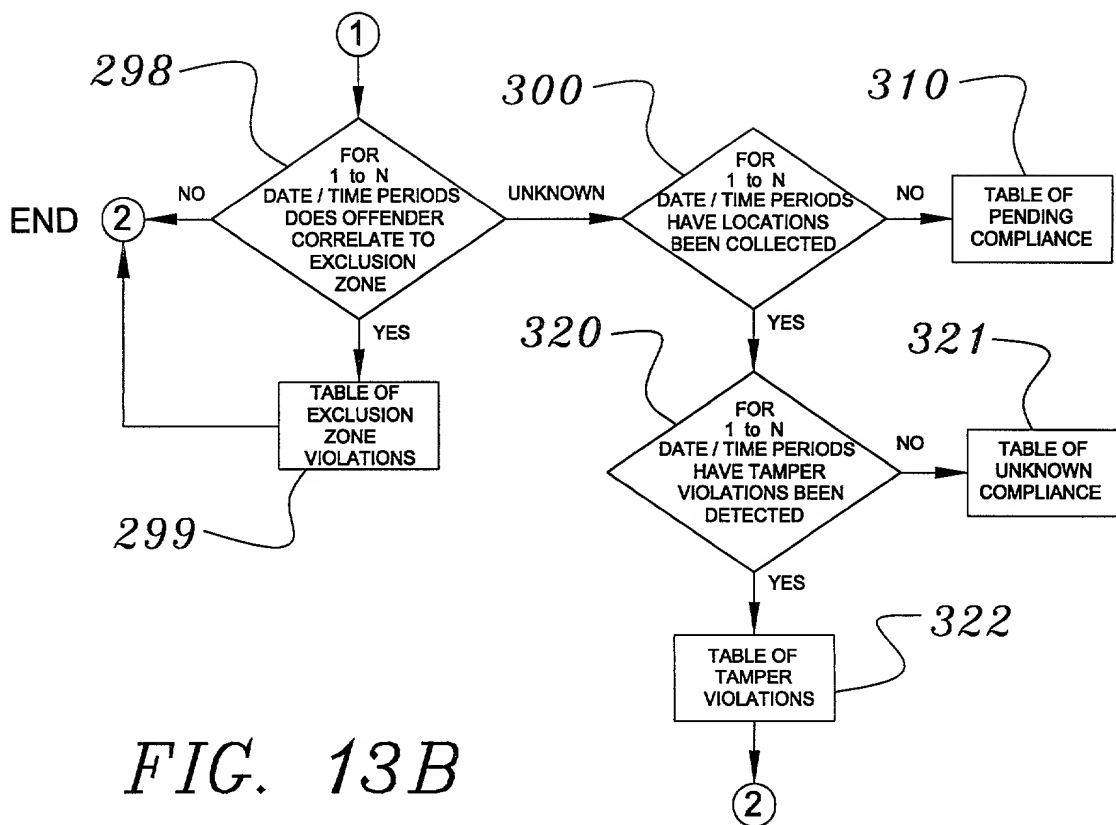 1
298
300
310
FOR
1 to N
DATE / TIME PERIODS
DOES OFFENDER
CORRELATE TO
EXCLUSION
ZONE
NO
END
2
UNKNOWN
FOR
1 to N
DATE / TIME PERIODS
HAVE LOCATIONS
BEEN COLLECTED
NO
TABLE OF
PENDING
COMPLIANCE
YES
YES
320
321
TABLE OF
EXCLUSION
ZONE
VIOLATIONS
299
FOR
1 to N
DATE / TIME PERIODS
HAVE TAMPER
VIOLATIONS BEEN
DETECTED
NO
TABLE OF
UNKNOWN
COMPLIANCE
YES
322
TABLE OF
TAMPER
VIOLATIONS
2
FIG. 13B